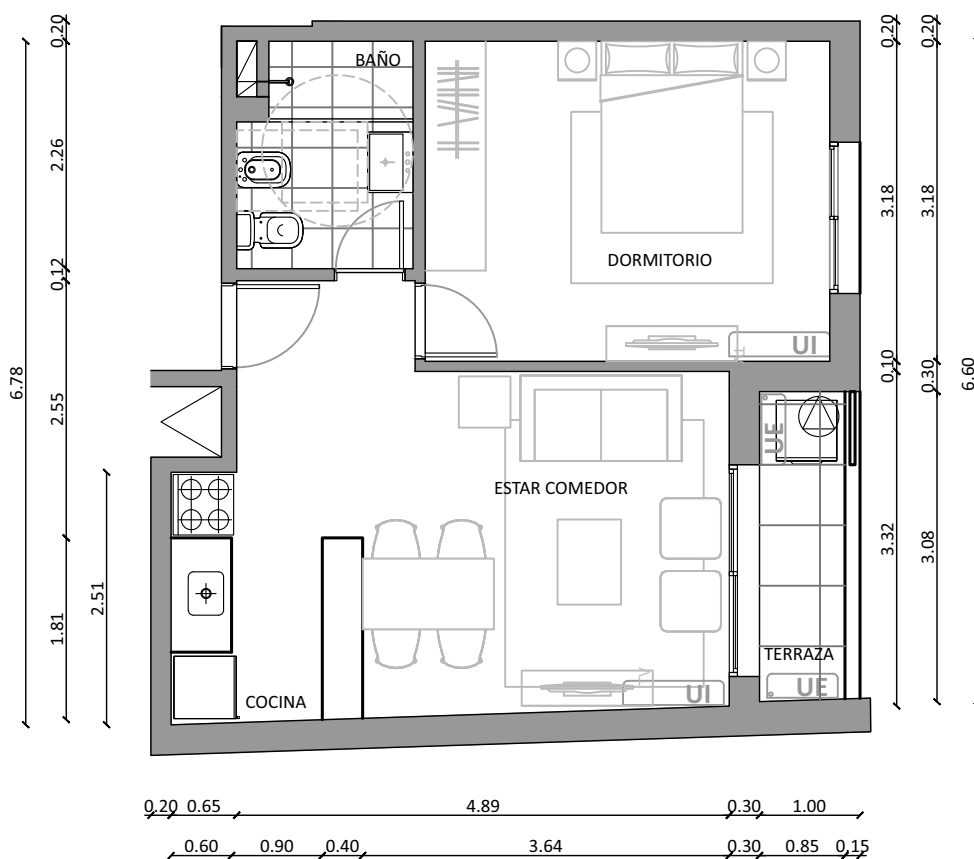 BAÑO
DORMITORIO
UI
UE
ESTAR COMEDOR
TERRAZA
UE
UI
COCINA
0.20
6.78
2.26
0.12
2.55
1.81
2.51
0.20
3.18
0.10
3.32
0.20
3.18
0.30
3.08
6.60
0.20 0.65 4.89 0.30 1.00
0.60 0.90 0.40 3.64 0.30 0.85 0.15